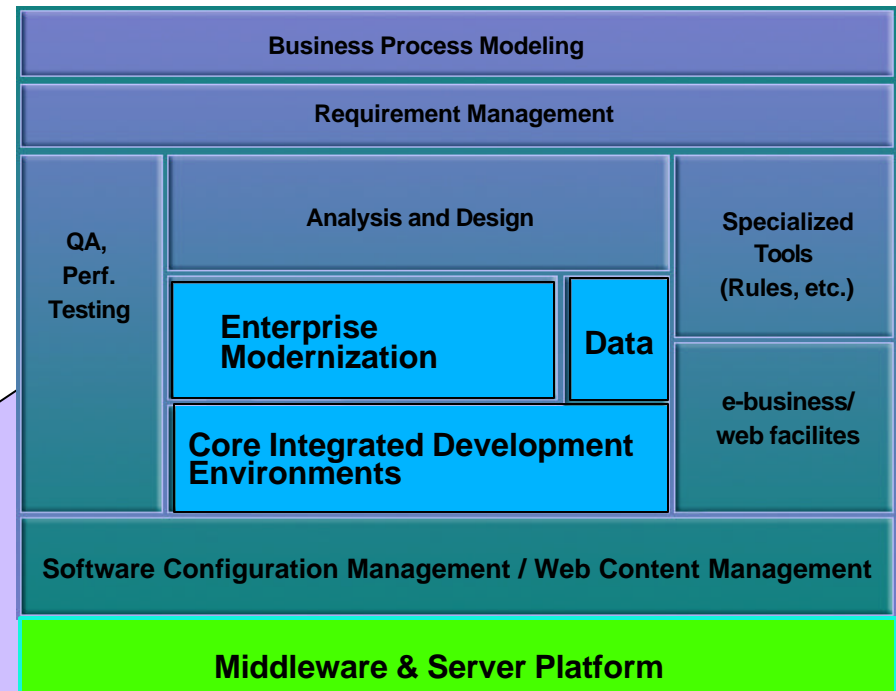 Business Process Modeling
Requirement Management
QA,
Perf.
Testing
Analysis and Design
Specialized
Tools
(Rules, etc.)
Enterprise
Modernization
Data
Core Integrated Development
Environments
e-business/
web facilites
Software Configuration Management / Web Content Management
Middleware & Server Platform